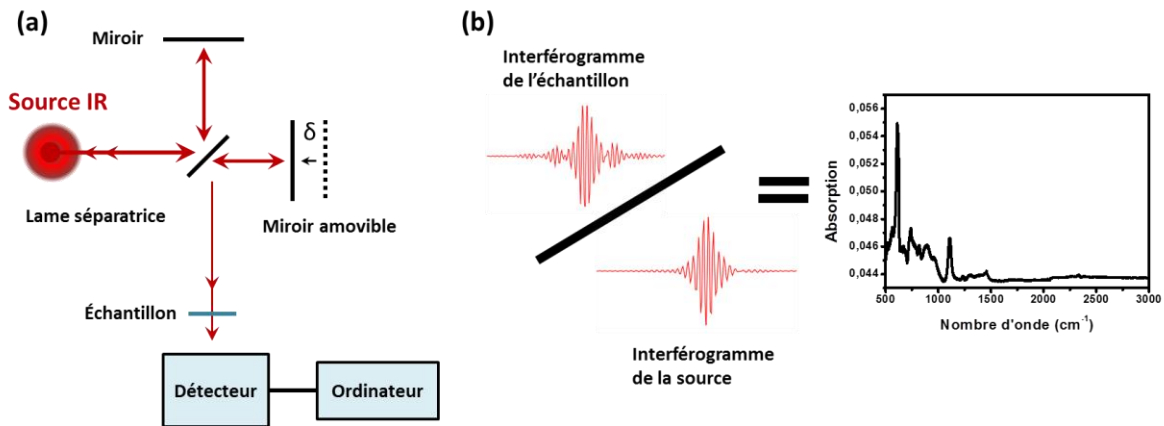 (a)
Miroir
Source IR
δ
Lame séparatrice
Miroir amovible
Échantillon
Détecteur
Ordinateur
(b)
Interférogramme
de l'échantillon
Interférogramme
de la source
Absorption
0,056
0,054
0,052
0,050
0,048
0,046
0,044
500 1000 1500 2000 2500 3000
Nombre d'onde (cm⁻¹)